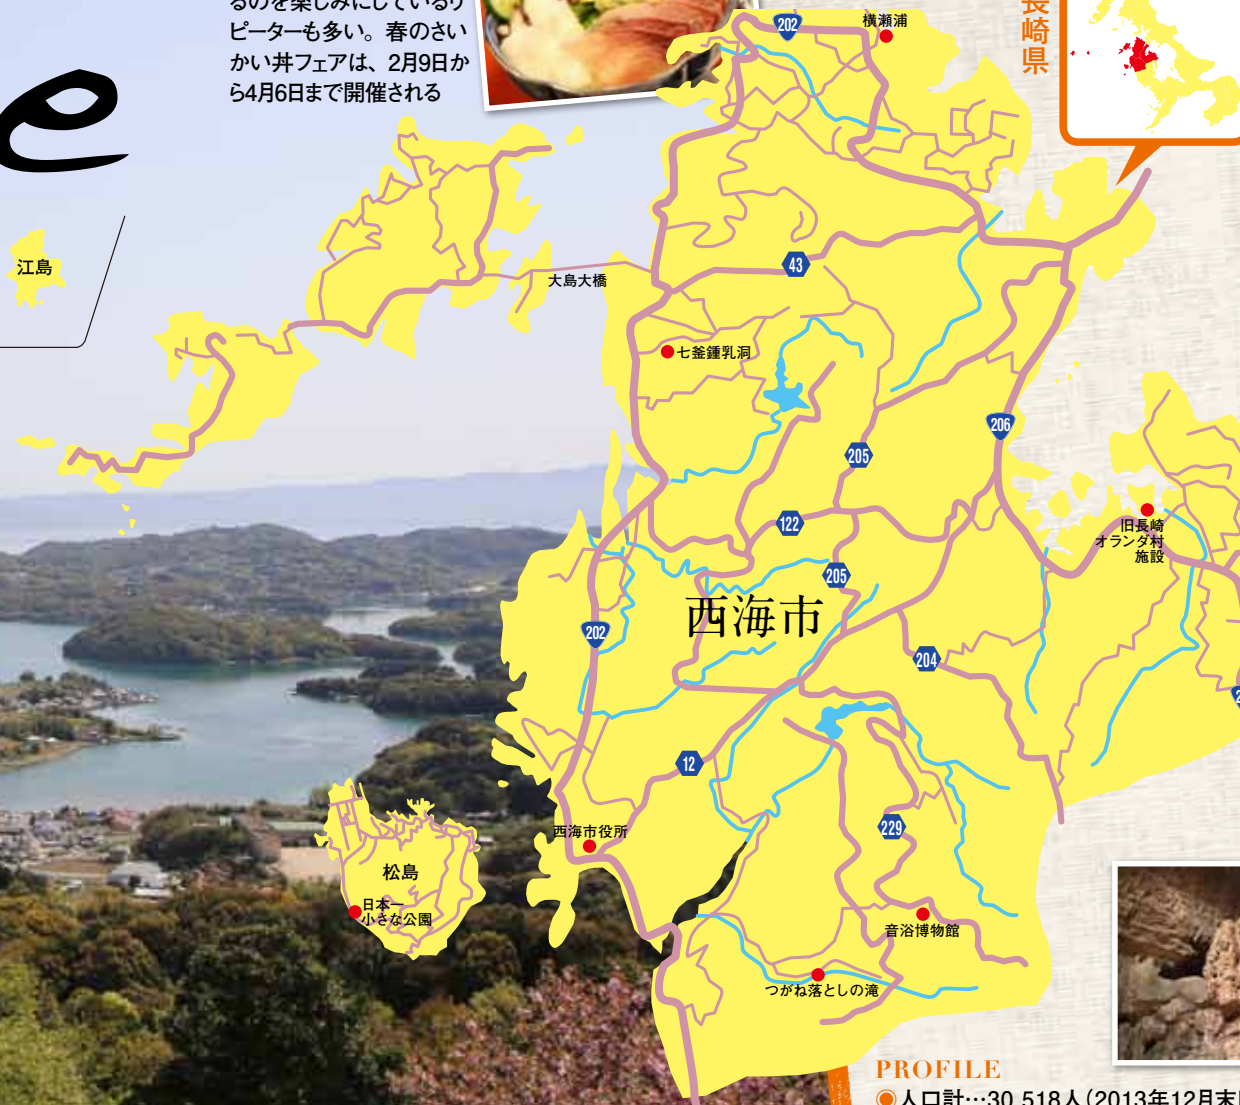 るのを楽しみにしているリ
ピーターも多い。春のさい
かい丼フェアは、2月9日か
ら4月6日まで開催される
e
長崎県
202
横瀬浦
江島
大島大橋
43
七釜鍾乳洞
206
205
122
旧長崎
オランダ村
施設
205
西海市
202
204
2
12
229
西海市役所
松島
日本一
小さな公園
音浴博物館
つがね落としの滝
PROFILE
◉人口計…30,518人(2013年12月末